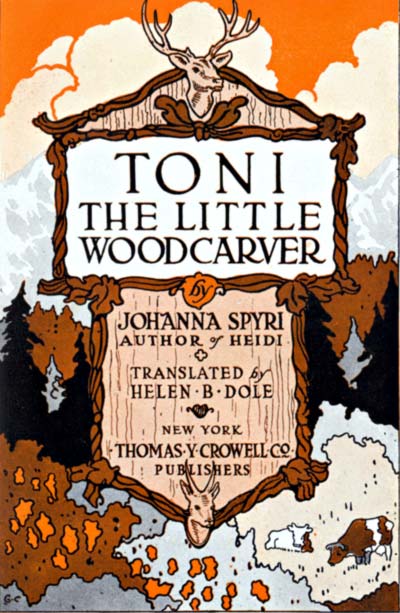 TONI
THE LITTLE
WOODCARVER
by
JOHANNA SPYRI
AUTHOR of HEIDI
TRANSLATED by
HELEN·B·DOLE
NEW YORK
·THOMAS·Y·CROWELL·CO·
PUBLISHERS
G-C